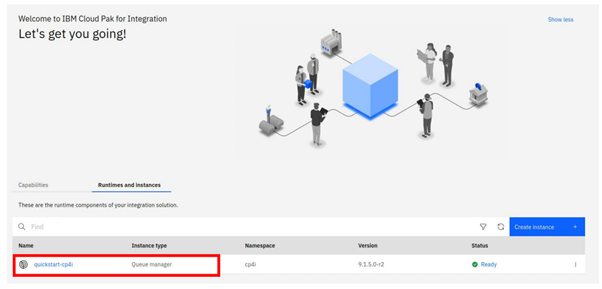 Welcome to IBM Cloud Pak for Integration
Show less
Let's get you going!
Capabilities
Runtimes and instances
These are the runtime components of your integration solution.
Find
Create instance +
Name Instance type Namespace Version Status
quickstart-cp4i Queue manager cp4i 9.1.5.0-r2 Ready